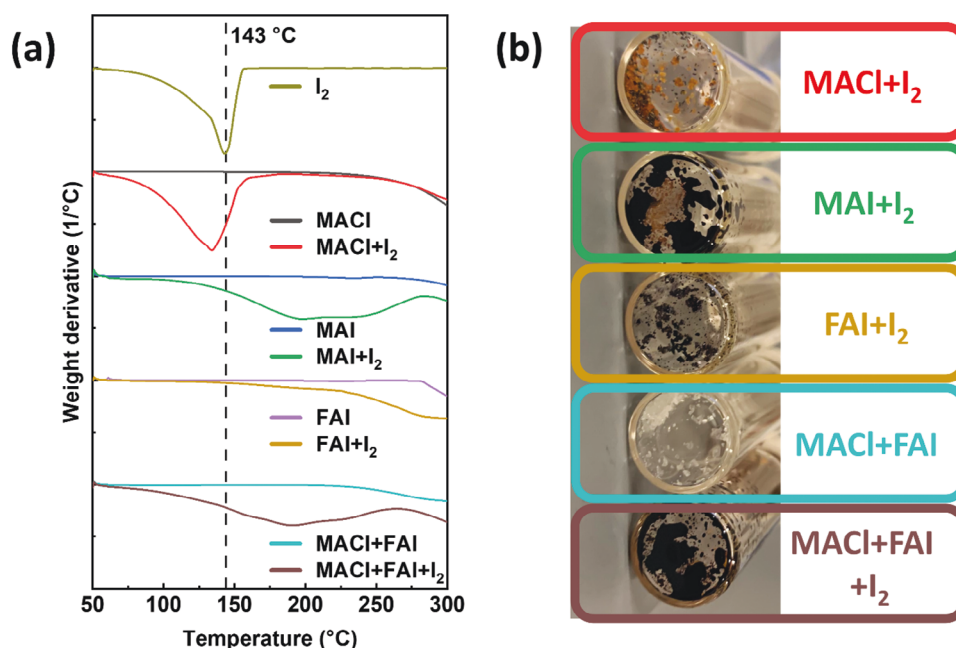 (a)
143 °C
I₂
MACl
MACl+I₂
MAI
MAI+I₂
FAI
FAI+I₂
MACl+FAI
MACl+FAI+I₂
Weight derivative (1/°C)
50 100 150 200 250 300
Temperature (°C)
(b)
MACl+I₂
MAI+I₂
FAI+I₂
MACl+FAI
MACl+FAI
+I₂